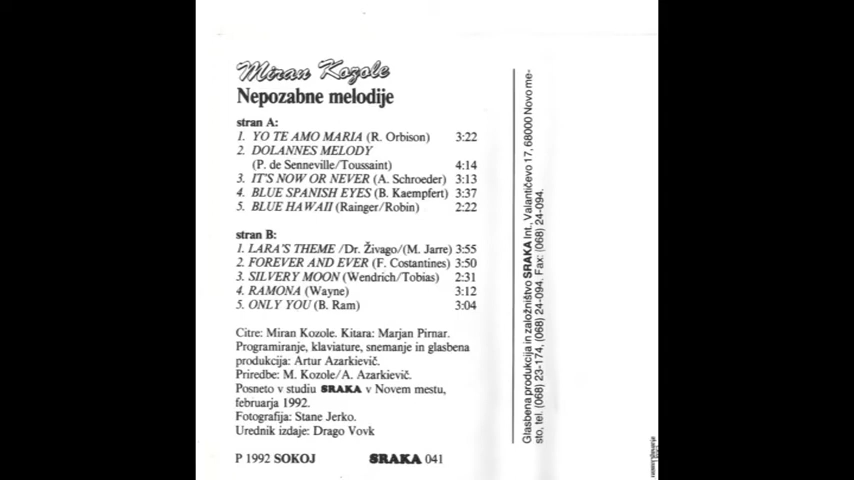 Miran Kozole
Nepozabne melodije
stran A:
1. YO TE AMO MARIA (R. Orbison) 3:22
2. DOLANNES MELODY
(P. de Senneville/Toussaint) 4:14
3. IT'S NOW OR NEVER (A. Schroeder) 3:13
4. BLUE SPANISH EYES (B. Kaempfert) 3:37
5. BLUE HAWAII (Rainger/Robin) 2:22
stran B:
1. LARA'S THEME /Dr. Živago/(M. Jarre) 3:55
2. FOREVER AND EVER (F. Costantines) 3:50
3. SILVERY MOON (Wendrich/Tobias) 2:31
4. RAMONA (Wayne) 3:12
5. ONLY YOU (B. Ram) 3:04
Citre: Miran Kozole. Kitara: Marjan Pirnar.
Programiranje, klaviature, snemanje in glasbena
produkcija: Artur Azarkievič.
Priredbe: M. Kozole/A. Azarkievič.
Posneto v studiu SRAKA v Novem mestu,
februarja 1992.
Fotografija: Stane Jerko.
Urednik izdaje: Drago Vovk
P 1992 SOKOJ SRAKA 041
Glasbena produkcija in založništvo SRAKA Int., Valantičevo 17, 68000 Novo me-
sto, tel. (068) 23-174, (068) 24-094. Fax: (068) 24-094.